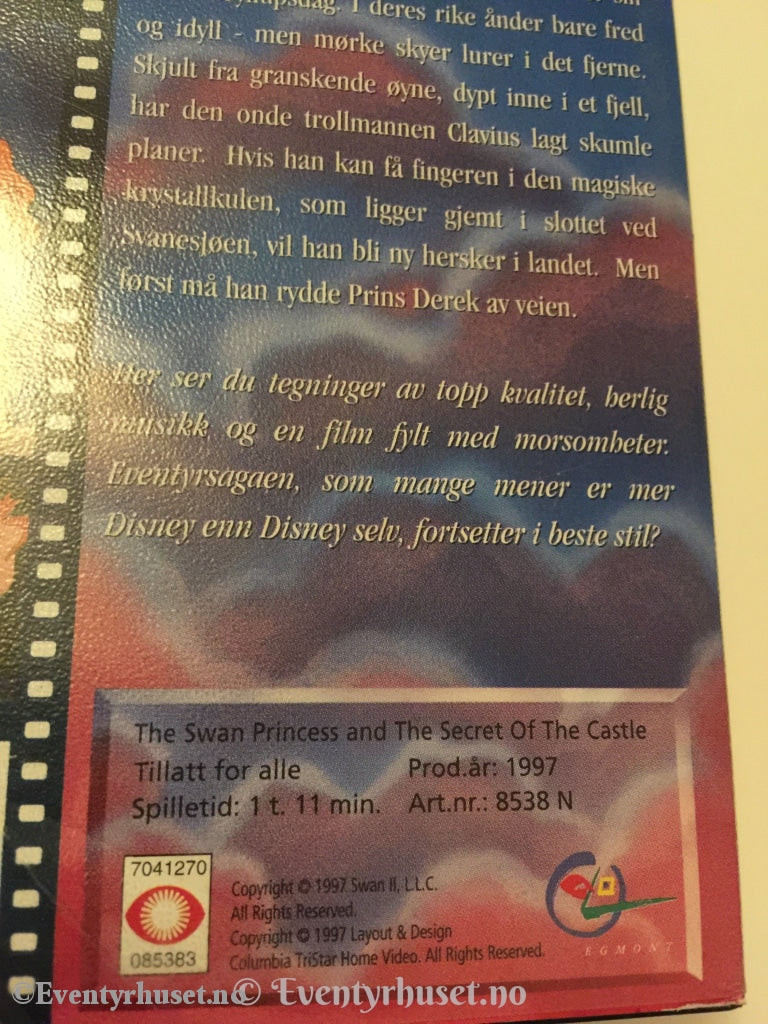 I deres rike ånder bare fred
og idyll - men mørke skyer lurer i det fjerne.
Skjult fra granskende øyne, dypt inne i et fjell,
har den onde trollmannen Clavius lagt skumle
planer. Hvis han kan få fingeren i den magiske
krystallkulen, som ligger gjemt i slottet ved
Svanesjøen, vil han bli ny hersker i landet. Men
først må han rydde Prins Derek av veien.
Her ser du tegninger av topp kvalitet, herlig
musikk og en film fylt med morsomheter.
Eventyrsagaen, som mange mener er mer
Disney enn Disney selv, fortsetter i beste stil?
The Swan Princess and The Secret Of The Castle
Tillatt for alle Prod.år: 1997
Spilletid: 1 t. 11 min. Art.nr.: 8538 N
7041270
085383
Copyright © 1997 Swan II, L.L.C.
All Rights Reserved.
Copyright © 1997 Layout & Design
Columbia TriStar Home Video. All Rights Reserved.
EGMONT
©Eventyrhuset.no © Eventyrhuset.no